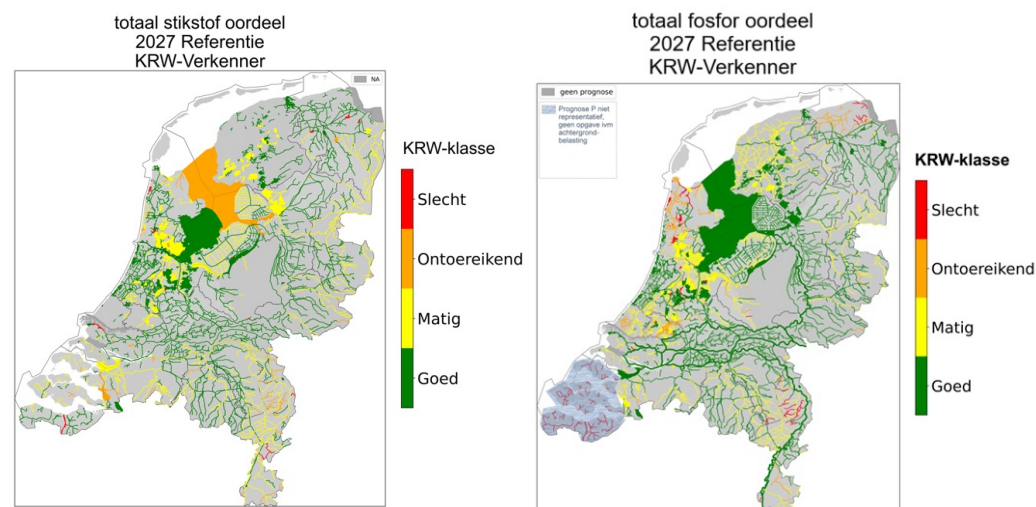 totaal stikstof oordeel
2027 Referentie
KRW-Verkenner
NA
KRW-klasse
Slecht
Ontoereikend
Matig
Goed
totaal fosfor oordeel
2027 Referentie
KRW-Verkenner
geen prognose
Prognose P niet
representatief,
geen opgave ivm
achtergrond-
belasting
KRW-klasse
Slecht
Ontoereikend
Matig
Goed